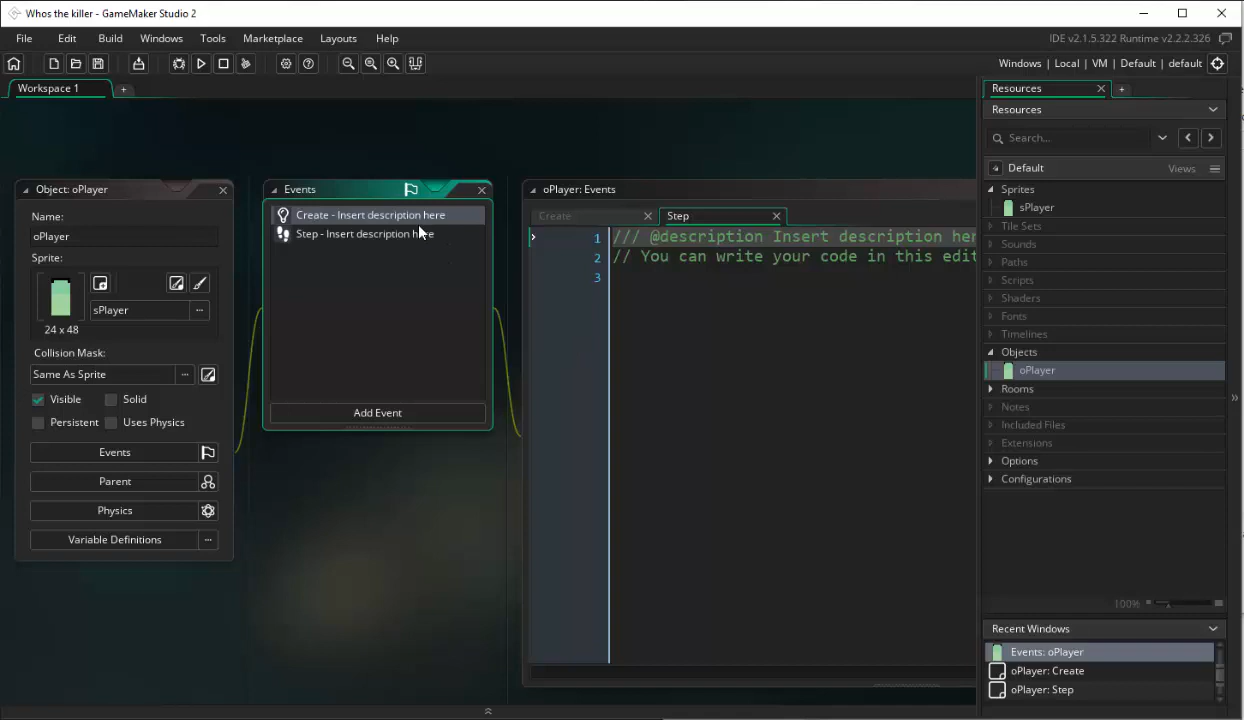 Whos the killer - GameMaker Studio 2
File Edit Build Windows Tools Marketplace Layouts Help
IDE v2.1.5.322 Runtime v2.2.2.326
Windows | Local | VM | Default | default
Workspace 1
Resources
Resources
Search...
Default
Views
Sprites
sPlayer
Tile Sets
Sounds
Paths
Scripts
Shaders
Fonts
Timelines
Objects
oPlayer
Rooms
Notes
Included Files
Extensions
Options
Configurations
100%
Recent Windows
Events: oPlayer
oPlayer: Create
oPlayer: Step
Object: oPlayer
Name:
oPlayer
Sprite:
sPlayer
24 x 48
Collision Mask:
Same As Sprite
Visible
Solid
Persistent
Uses Physics
Events
Parent
Physics
Variable Definitions
Events
Create - Insert description here
Step - Insert description here
Add Event
oPlayer: Events
Create
Step
1 /// @description Insert description her
2 // You can write your code in this edit
3